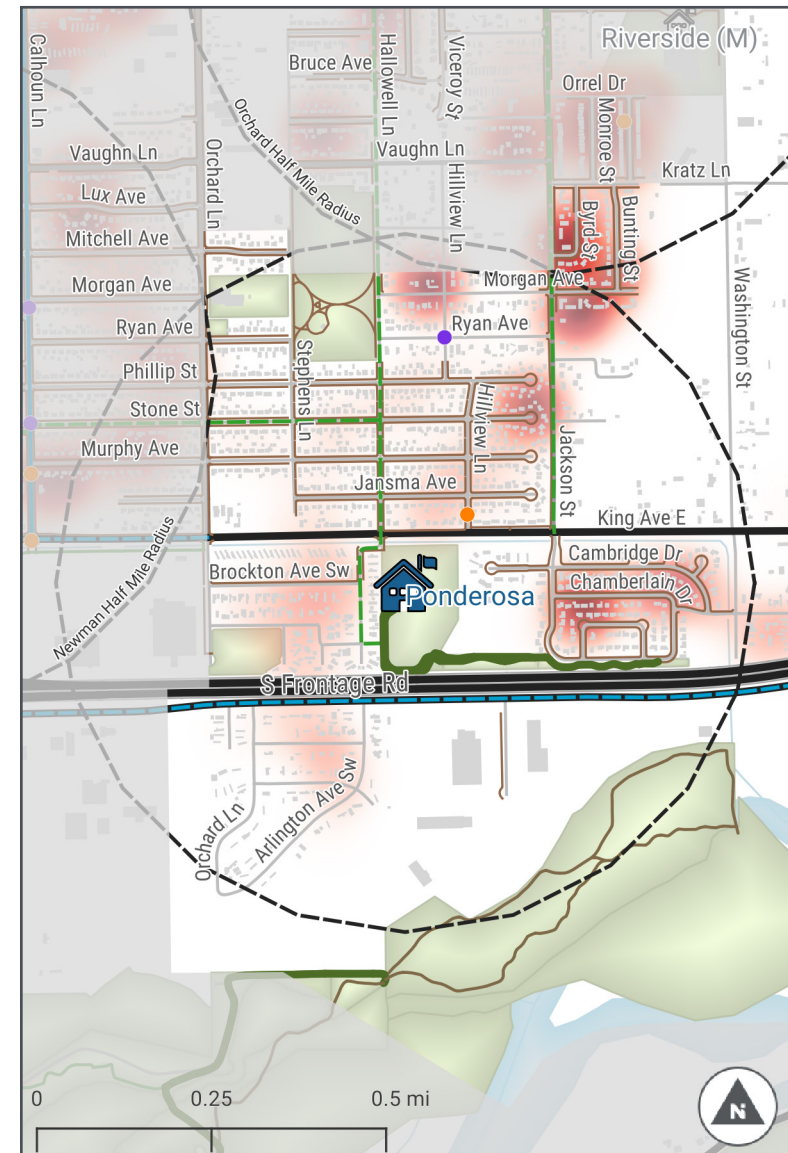 Riverside (M)
Calhoun Ln
Bruce Ave
Hallowell Ln
Viceroy St
Orrel Dr
Monroe St
Orchard Half Mile Radius
Vaughn Ln
Orchard Ln
Vaughn Ln
Hillview Ln
Kratz Ln
Lux Ave
Byrd St
Bunting St
Mitchell Ave
Morgan Ave
Morgan Ave
Washington St
Ryan Ave
Ryan Ave
Phillip St
Stephens Ln
Hillview Ln
Stone St
Jackson St
Murphy Ave
Jansma Ave
King Ave E
Newman Half Mile Radius
Brockton Ave Sw
Cambridge Dr
Chamberlain Dr
Ponderosa
S Frontage Rd
Orchard Ln
Arlington Ave Sw
0 0.25 0.5 mi
N